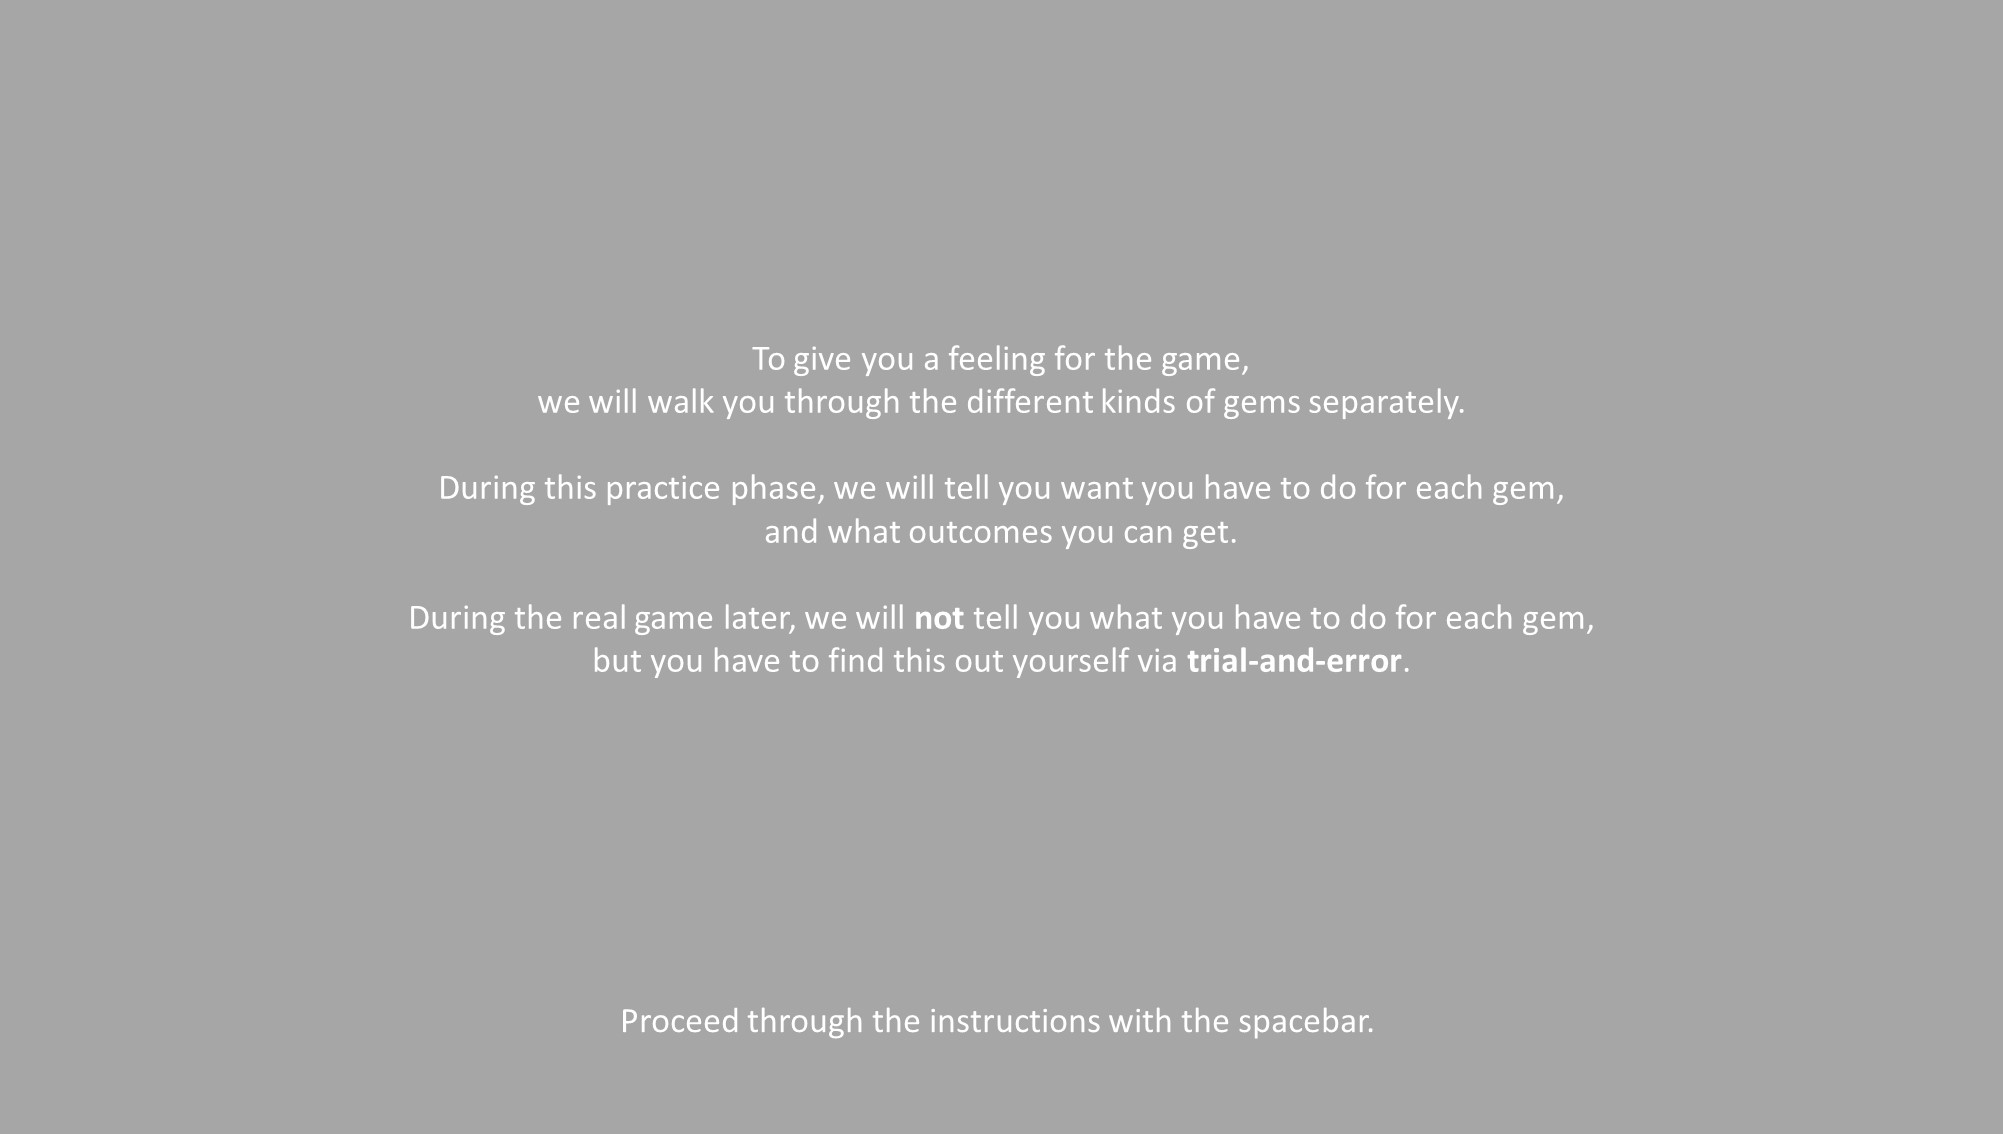 To give you a feeling for the game,
we will walk you through the different kinds of gems separately.
During this practice phase, we will tell you want you have to do for each gem,
and what outcomes you can get.
During the real game later, we will not tell you what you have to do for each gem,
but you have to find this out yourself via trial-and-error.
Proceed through the instructions with the spacebar.